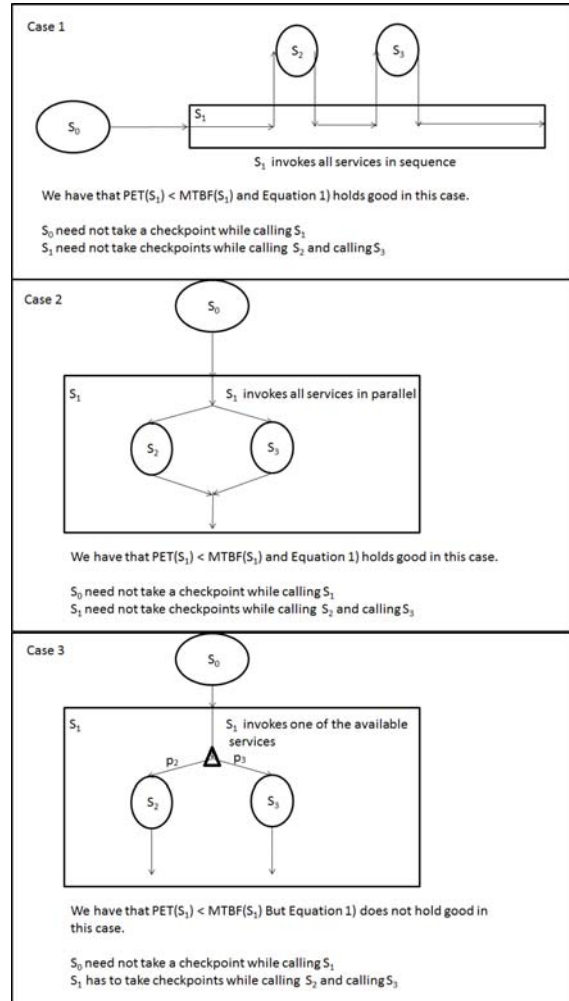 Case 1
S₂
S₃
S₀
S₁
S₁ invokes all services in sequence
We have that PET(S₁) < MTBF(S₁) and Equation 1) holds good in this case.
S₀ need not take a checkpoint while calling S₁
S₁ need not take checkpoints while calling S₂ and calling S₃
Case 2
S₀
S₁
S₁ invokes all services in parallel
S₂
S₃
We have that PET(S₁) < MTBF(S₁) and Equation 1) holds good in this case.
S₀ need not take a checkpoint while calling S₁
S₁ need not take checkpoints while calling S₂ and calling S₃
Case 3
S₀
S₁
S₁ invokes one of the available
services
p₂
p₃
S₂
S₃
We have that PET(S₁) < MTBF(S₁) But Equation 1) does not hold good in
this case.
S₀ need not take a checkpoint while calling S₁
S₁ has to take checkpoints while calling S₂ and calling S₃